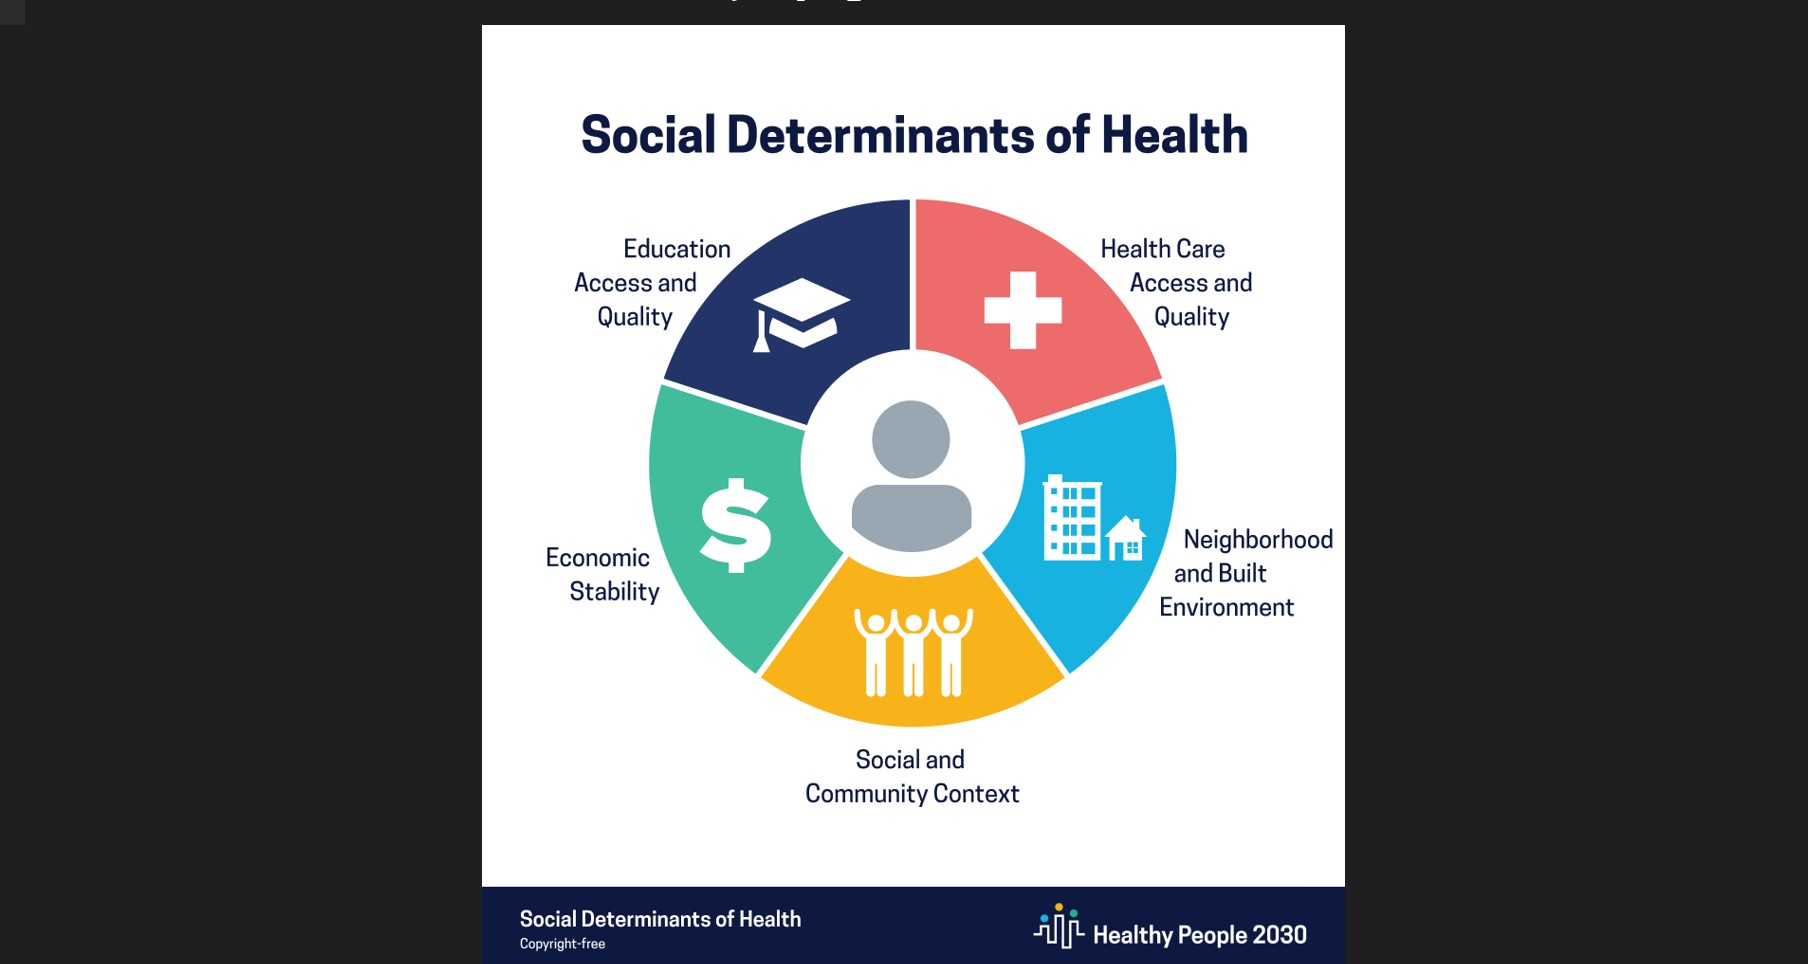 Social Determinants of Health
Education
Access and
Quality
Health Care
Access and
Quality
Economic
Stability
Neighborhood
and Built
Environment
Social and
Community Context
Social Determinants of Health
Copyright-free
Healthy People 2030